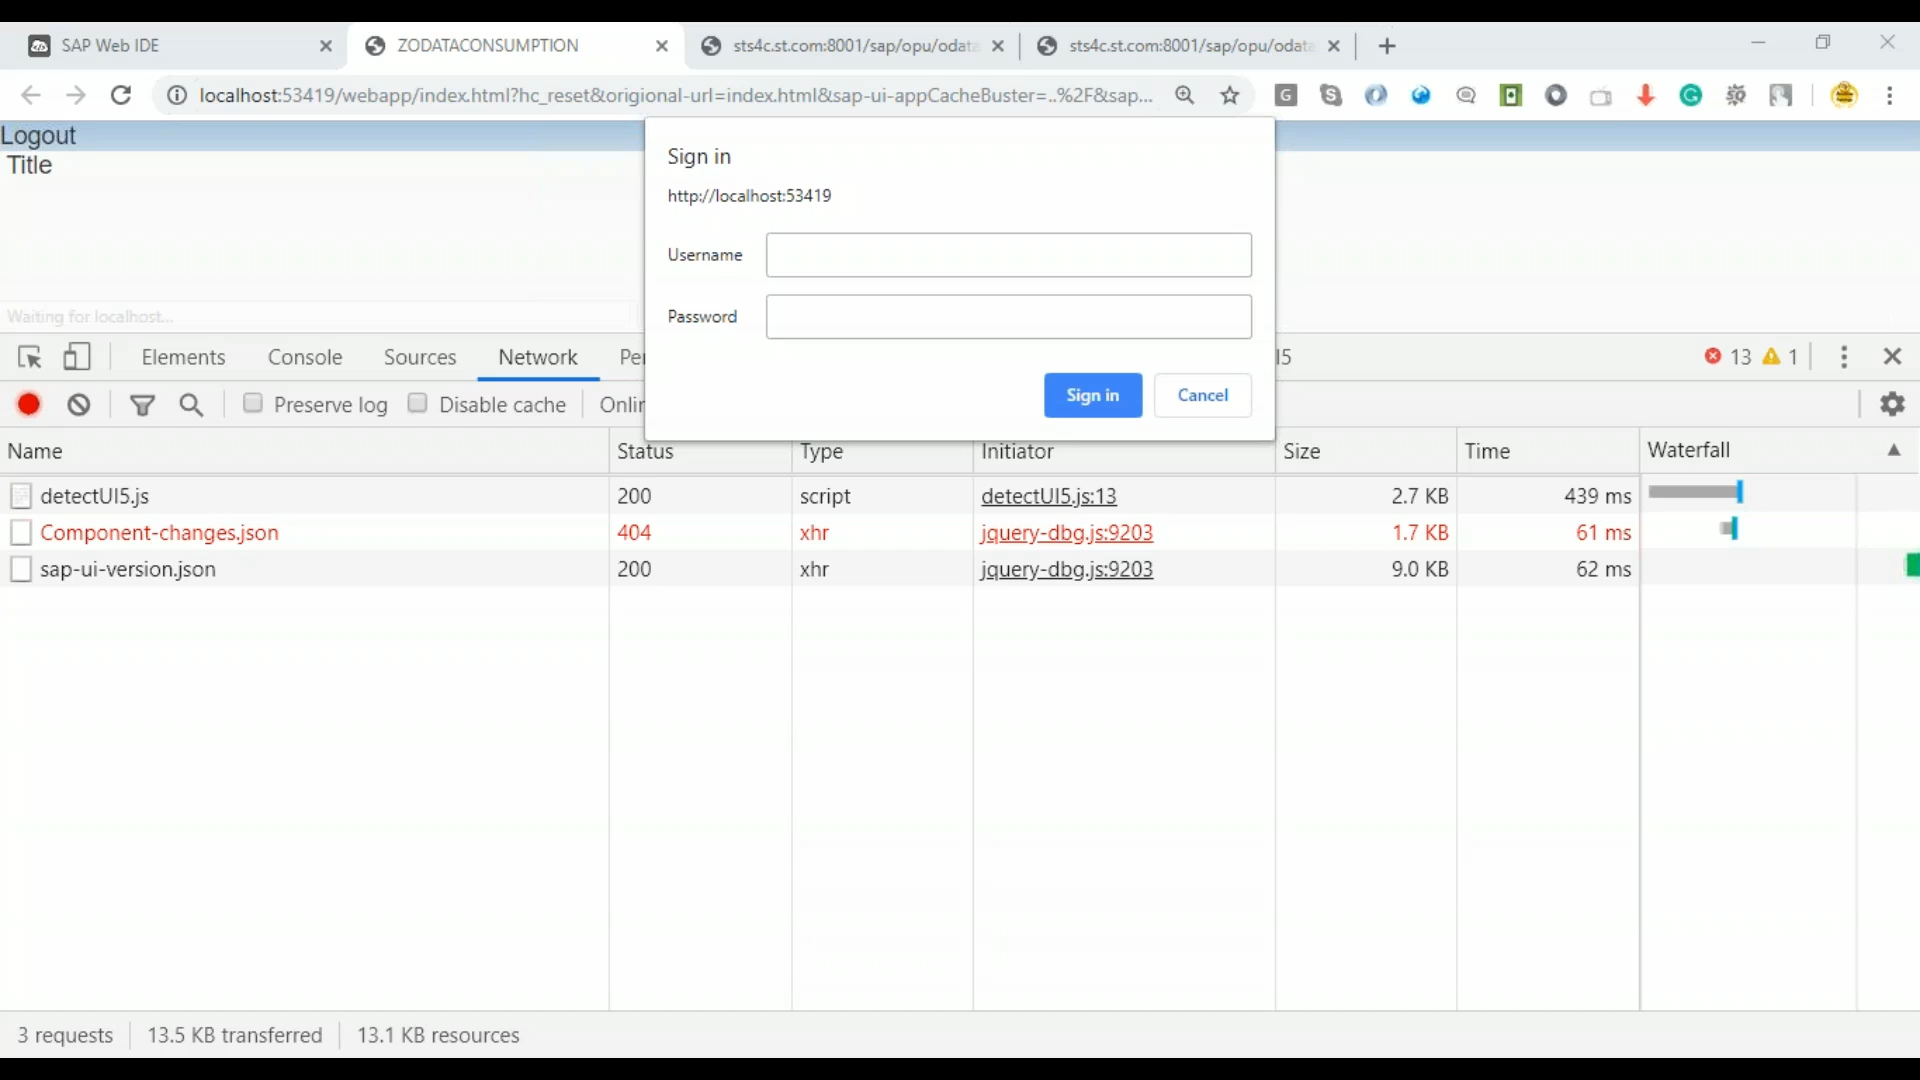 SAP Web IDE
ZODATACONSUMPTION
sts4c.st.com:8001/sap/opu/odata
sts4c.st.com:8001/sap/opu/odata
localhost:53419/webapp/index.html?hc_reset&origional-url=index.html&sap-ui-appCacheBuster=..%2F&sap...
Logout
Title
Sign in
http://localhost:53419
Username
Password
Sign in
Cancel
Waiting for localhost...
Elements Console Sources Network Per I5 13 1
Preserve log Disable cache Onlin
Name Status Type Initiator Size Time Waterfall
detectUI5.js 200 script detectUI5.js:13 2.7 KB 439 ms
Component-changes.json 404 xhr jquery-dbg.js:9203 1.7 KB 61 ms
sap-ui-version.json 200 xhr jquery-dbg.js:9203 9.0 KB 62 ms
3 requests 13.5 KB transferred 13.1 KB resources